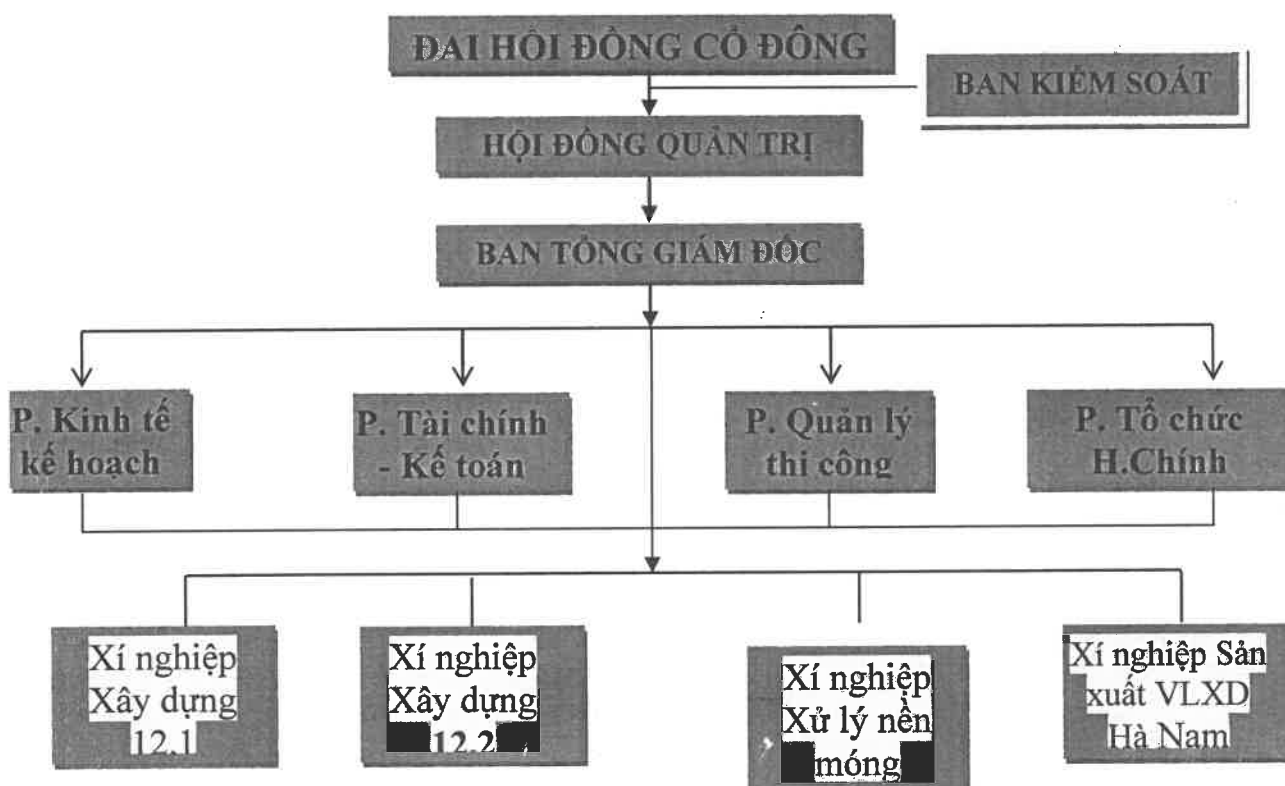 ĐẠI HỘI ĐỒNG CỔ ĐÔNG
BAN KIỂM SOÁT
HỘI ĐỒNG QUẢN TRỊ
BAN TỔNG GIÁM ĐỐC
P. Kinh tế
kế hoạch
P. Tài chính
- Kế toán
P. Quản lý
thi công
P. Tổ chức
H.Chính
Xí nghiệp
Xây dựng
12.1
Xí nghiệp
Xây dựng
12.2
Xí nghiệp
Xử lý nền
móng
Xí nghiệp Sản
xuất VLXD
Hà Nam